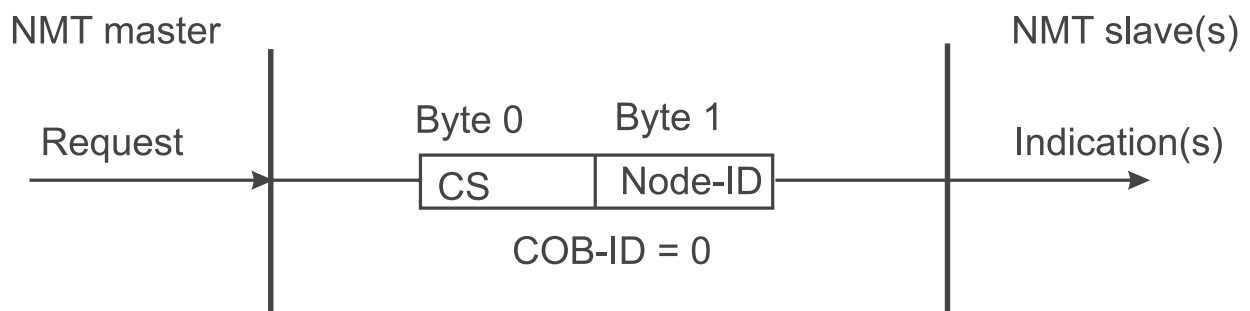 NMT master
NMT slave(s)
Request
Byte 0
Byte 1
Indication(s)
CS
Node-ID
COB-ID = 0